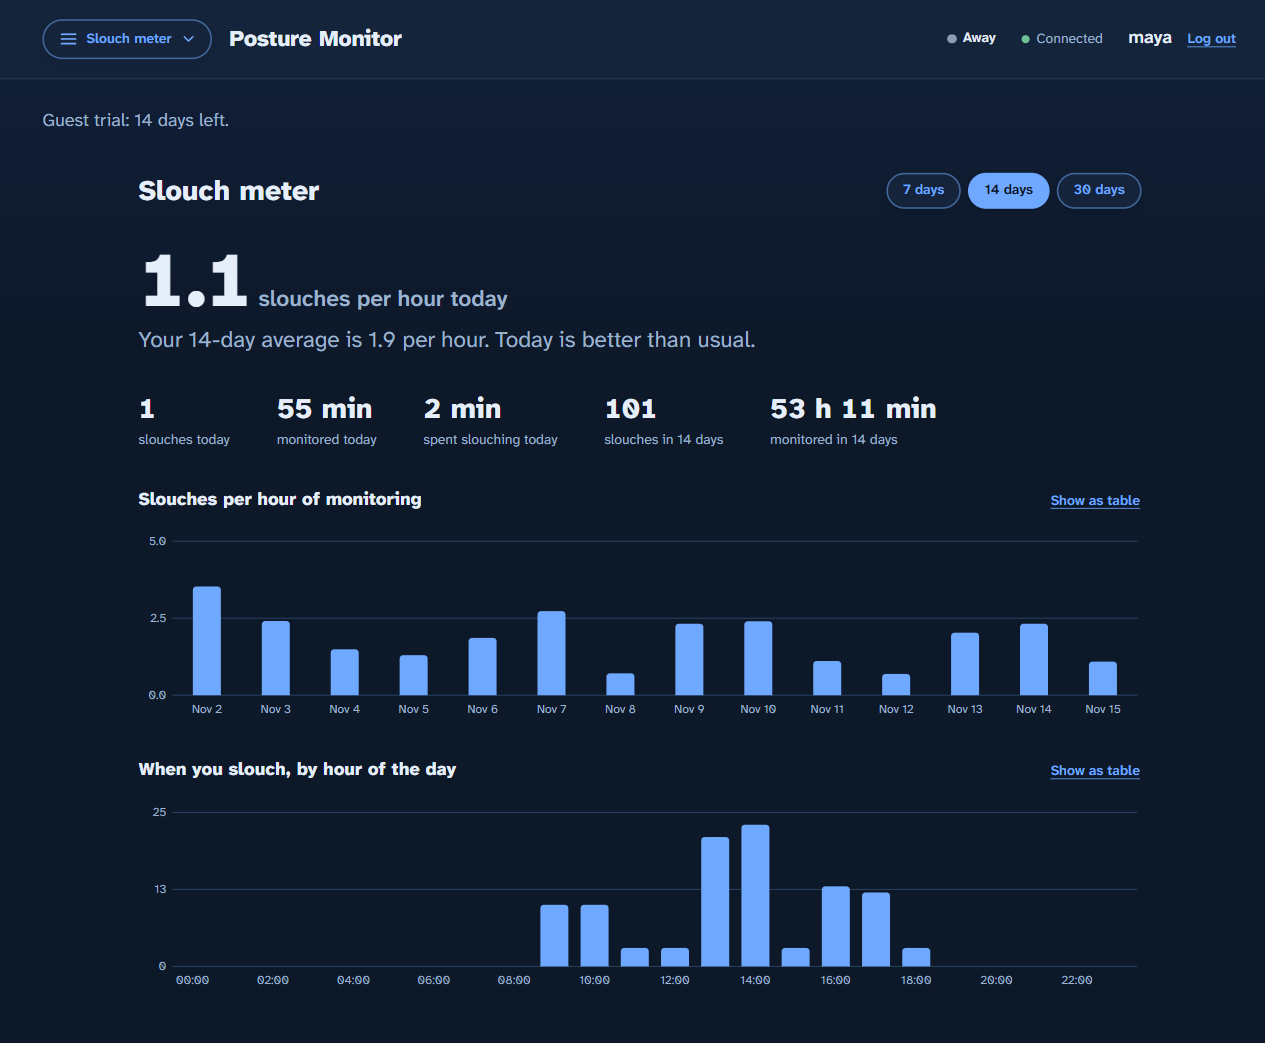 Slouch meter Posture Monitor Away Connected maya Log out
Guest trial: 14 days left.
Slouch meter 7 days 14 days 30 days
1.1 slouches per hour today
Your 14-day average is 1.9 per hour. Today is better than usual.
1 55 min 2 min 101 53 h 11 min
slouches today monitored today spent slouching today slouches in 14 days monitored in 14 days
Slouches per hour of monitoring Show as table
5.0
2.5
0.0
Nov 2 Nov 3 Nov 4 Nov 5 Nov 6 Nov 7 Nov 8 Nov 9 Nov 10 Nov 11 Nov 12 Nov 13 Nov 14 Nov 15
When you slouch, by hour of the day Show as table
25
13
0
00:00 02:00 04:00 06:00 08:00 10:00 12:00 14:00 16:00 18:00 20:00 22:00